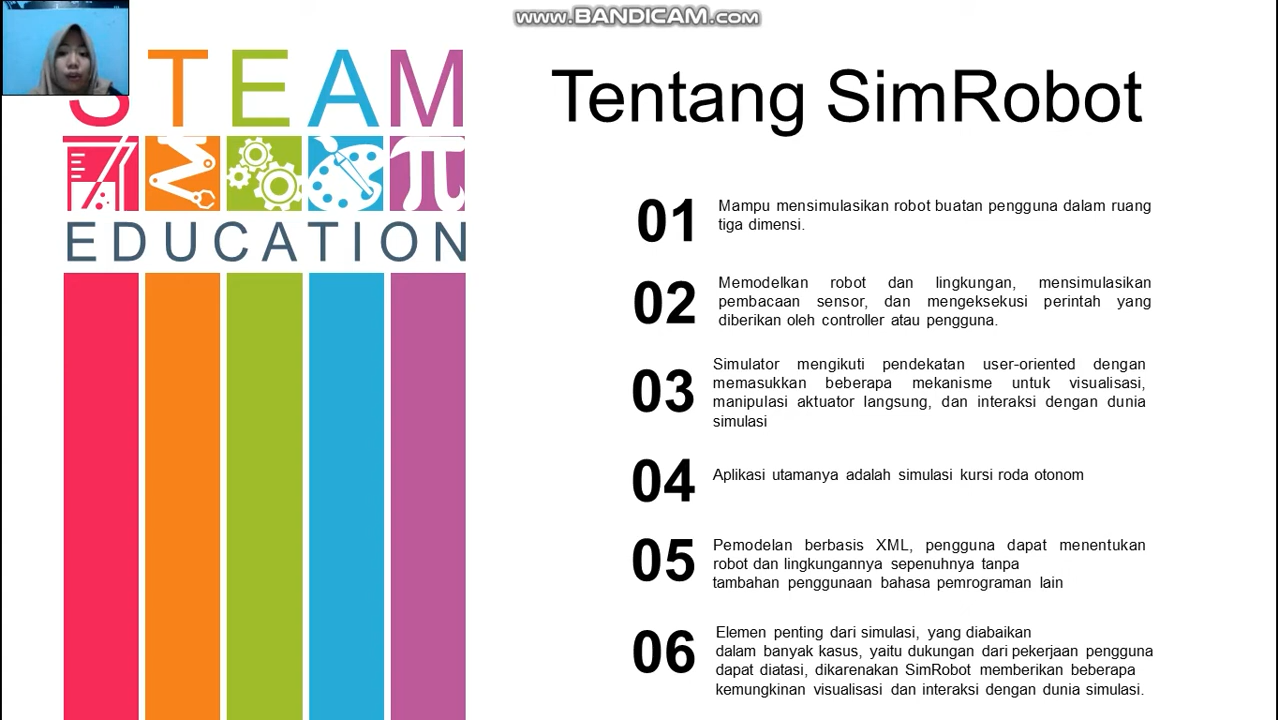 www.BANDICAM.com
STEAM
EDUCATION
Tentang SimRobot
01
Mampu mensimulasikan robot buatan pengguna dalam ruang
tiga dimensi.
02
Memodelkan robot dan lingkungan, mensimulasikan
pembacaan sensor, dan mengeksekusi perintah yang
diberikan oleh controller atau pengguna.
03
Simulator mengikuti pendekatan user-oriented dengan
memasukkan beberapa mekanisme untuk visualisasi,
manipulasi aktuator langsung, dan interaksi dengan dunia
simulasi
04
Aplikasi utamanya adalah simulasi kursi roda otonom
05
Pemodelan berbasis XML, pengguna dapat menentukan
robot dan lingkungannya sepenuhnya tanpa
tambahan penggunaan bahasa pemrograman lain
06
Elemen penting dari simulasi, yang diabaikan
dalam banyak kasus, yaitu dukungan dari pekerjaan pengguna
dapat diatasi, dikarenakan SimRobot memberikan beberapa
kemungkinan visualisasi dan interaksi dengan dunia simulasi.